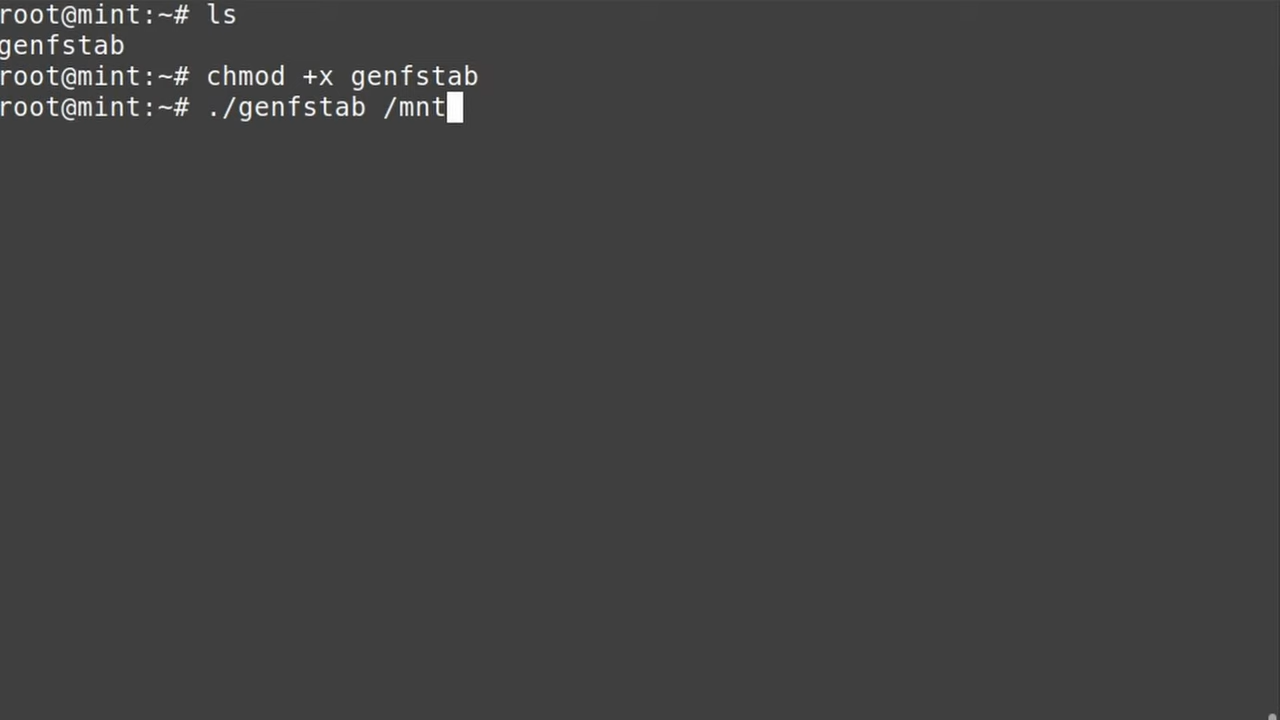 root@mint:~# ls
genfstab
root@mint:~# chmod +x genfstab
root@mint:~# ./genfstab /mnt